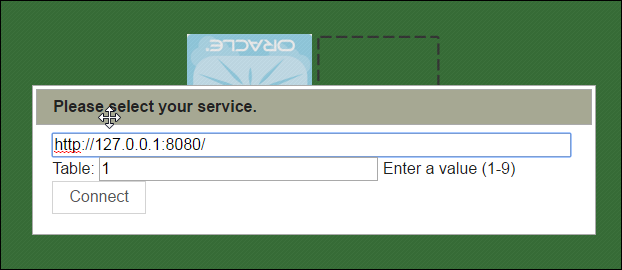 ORACLE
Please select your service.
http://127.0.0.1:8080/
Table: 1 Enter a value (1-9)
Connect